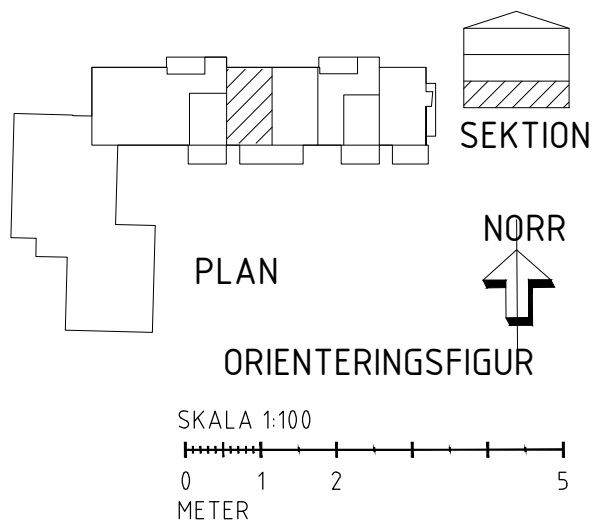 SEKTION
NORR
PLAN
ORIENTERINGSFIGUR
SKALA 1:100
0 1 2 5
METER